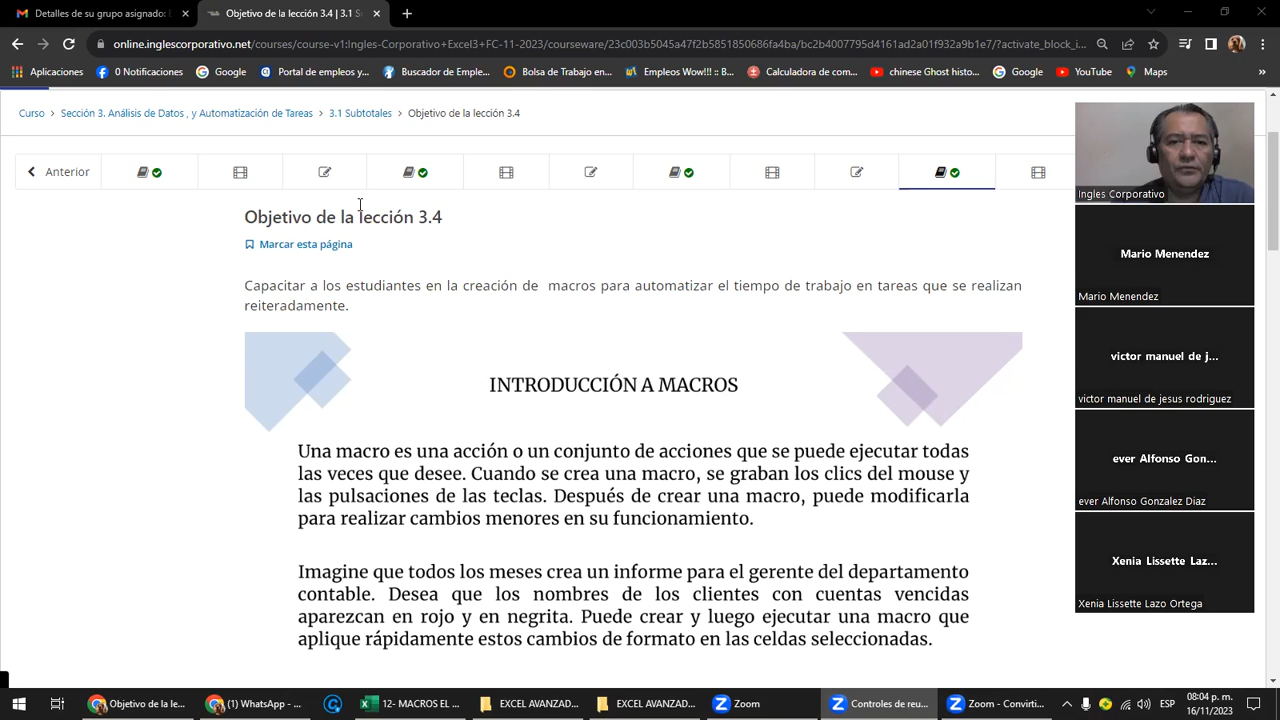 Detalles de su grupo asignado: E
Objetivo de la lección 3.4 | 3.1 S
online.inglescorporativo.net/courses/course-v1:Ingles-Corporativo+Excel3+FC-11-2023/courseware/23c003b5045a47f2b5851850686fa4ba/bc2b4007795d4161ad2a01f932a9b1e7/?activate_block_i...
Aplicaciones
0 Notificaciones
Google
Portal de empleos y...
Buscador de Emple...
Bolsa de Trabajo en...
Empleos Wow!!! :: B...
Calculadora de com...
chinese Ghost histo...
Google
YouTube
Maps
Curso > Sección 3. Análisis de Datos , y Automatización de Tareas > 3.1 Subtotales > Objetivo de la lección 3.4
Anterior
Objetivo de la lección 3.4
Marcar esta página
Capacitar a los estudiantes en la creación de macros para automatizar el tiempo de trabajo en tareas que se realizan
reiteradamente.
INTRODUCCIÓN A MACROS
Una macro es una acción o un conjunto de acciones que se puede ejecutar todas
las veces que desee. Cuando se crea una macro, se graban los clics del mouse y
las pulsaciones de las teclas. Después de crear una macro, puede modificarla
para realizar cambios menores en su funcionamiento.
Imagine que todos los meses crea un informe para el gerente del departamento
contable. Desea que los nombres de los clientes con cuentas vencidas
aparezcan en rojo y en negrita. Puede crear y luego ejecutar una macro que
aplique rápidamente estos cambios de formato en las celdas seleccionadas.
Ingles Corporativo
Mario Menendez
Mario Menendez
victor manuel de j...
victor manuel de jesus rodriguez
ever Alfonso Gon...
ever Alfonso Gonzalez Diaz
Xenia Lissette Laz...
Xenia Lissette Lazo Ortega
Objetivo de la le...
(1) WhatsApp - ...
12- MACROS EL ...
EXCEL AVANZAD...
EXCEL AVANZAD...
Zoom
Controles de reu...
Zoom - Convirti...
ESP
08:04 p. m.
16/11/2023